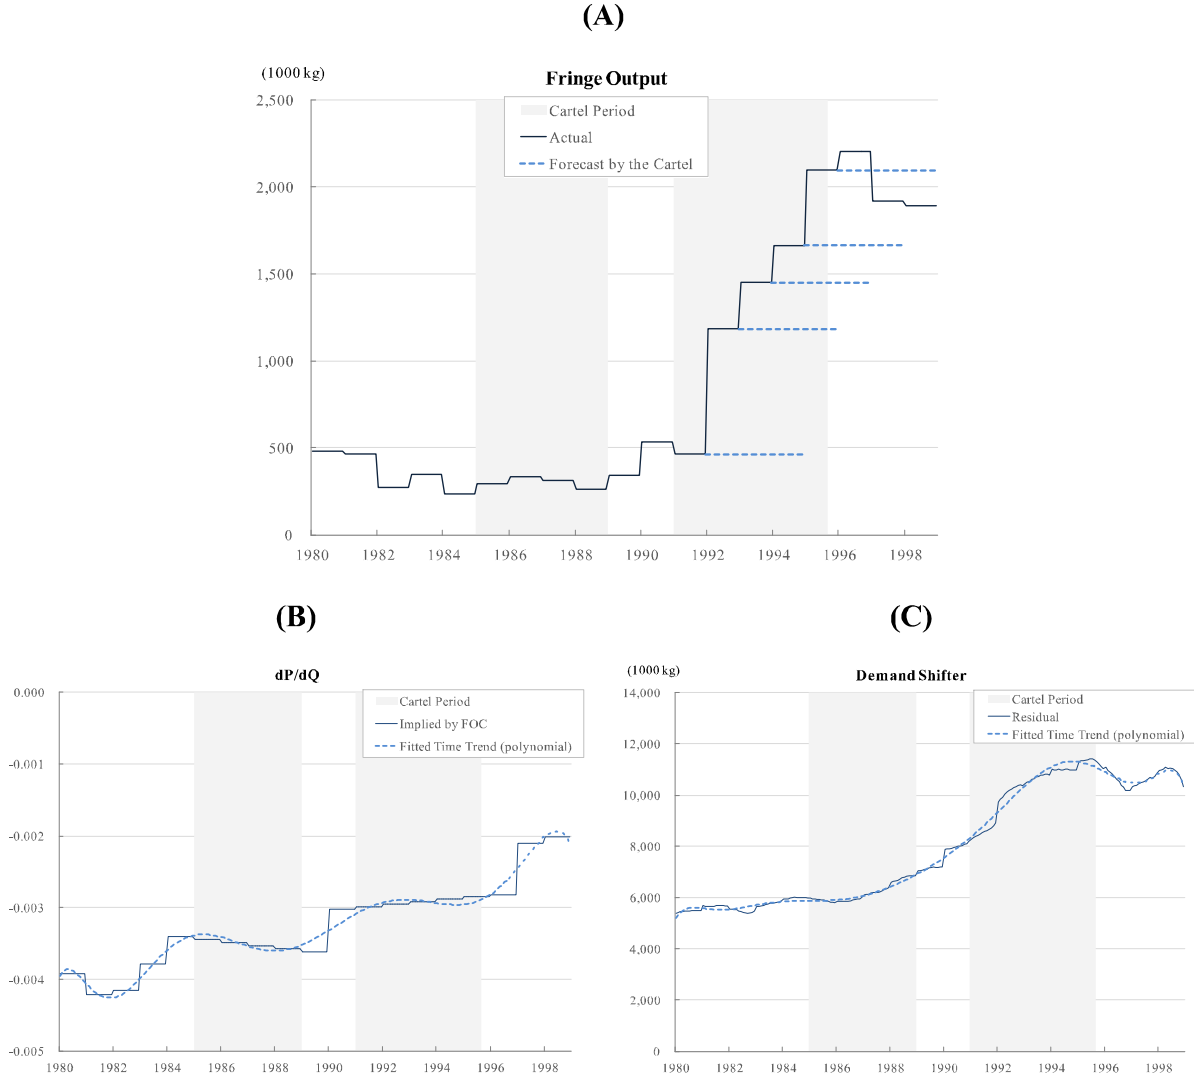 (A)
(1000 kg)
Fringe Output
Cartel Period
Actual
Forecast by the Cartel
2,500
2,000
1,500
1,000
500
0
1980 1982 1984 1986 1988 1990 1992 1994 1996 1998
(B)
dP/dQ
Cartel Period
Implied by FOC
Fitted Time Trend (polynomial)
0.000
-0.001
-0.002
-0.003
-0.004
-0.005
1980 1982 1984 1986 1988 1990 1992 1994 1996 1998
(C)
(1000 kg)
Demand Shifter
Cartel Period
Residual
Fitted Time Trend (polynomial)
14,000
12,000
10,000
8,000
6,000
4,000
2,000
0
1980 1982 1984 1986 1988 1990 1992 1994 1996 1998